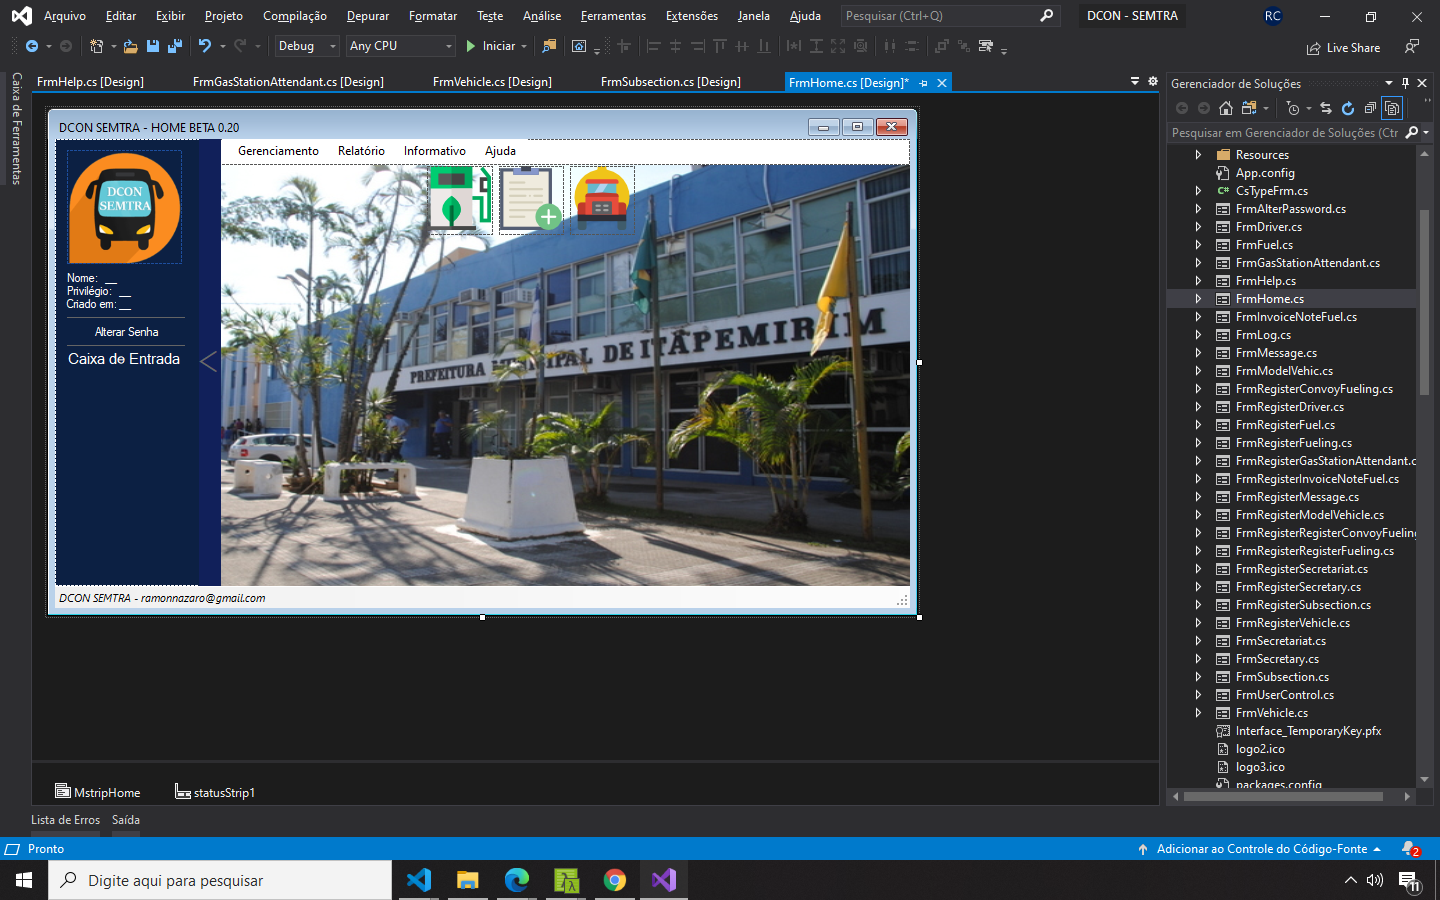 Arquivo Editar Exibir Projeto Compilação Depurar Formatar Teste Análise Ferramentas Extensões Janela Ajuda Pesquisar (Ctrl+Q) DCON - SEMTRA RC
Debug Any CPU Iniciar Live Share
Caixa de Ferramentas
FrmHelp.cs [Design] FrmGasStationAttendant.cs [Design] FrmVehicle.cs [Design] FrmSubsection.cs [Design] FrmHome.cs [Design]*
DCON SEMTRA - HOME BETA 0.20
Gerenciamento Relatório Informativo Ajuda
DCON
SEMTRA
Nome: __
Privilégio: __
Criado em: __
Alterar Senha
Caixa de Entrada
PREFEITURA MUNICIPAL DE ITAPEMIRIM
DCON SEMTRA - ramonnazaro@gmail.com
MstripHome statusStrip1
Lista de Erros Saída
Gerenciador de Soluções
Pesquisar em Gerenciador de Soluções (Ctr
Resources
App.config
CsTypeFrm.cs
FrmAlterPassword.cs
FrmDriver.cs
FrmFuel.cs
FrmGasStationAttendant.cs
FrmHelp.cs
FrmHome.cs
FrmInvoiceNoteFuel.cs
FrmLog.cs
FrmMessage.cs
FrmModelVehic.cs
FrmRegisterConvoyFueling.cs
FrmRegisterDriver.cs
FrmRegisterFuel.cs
FrmRegisterFueling.cs
FrmRegisterGasStationAttendant.c
FrmRegisterInvoiceNoteFuel.cs
FrmRegisterMessage.cs
FrmRegisterModelVehicle.cs
FrmRegisterRegisterConvoyFueling
FrmRegisterRegisterFueling.cs
FrmRegisterSecretariat.cs
FrmRegisterSecretary.cs
FrmRegisterSubsection.cs
FrmRegisterVehicle.cs
FrmSecretariat.cs
FrmSecretary.cs
FrmSubsection.cs
FrmUserControl.cs
FrmVehicle.cs
Interface_TemporaryKey.pfx
logo2.ico
logo3.ico
packages.config
Pronto Adicionar ao Controle do Código-Fonte 2
Digite aqui para pesquisar 11